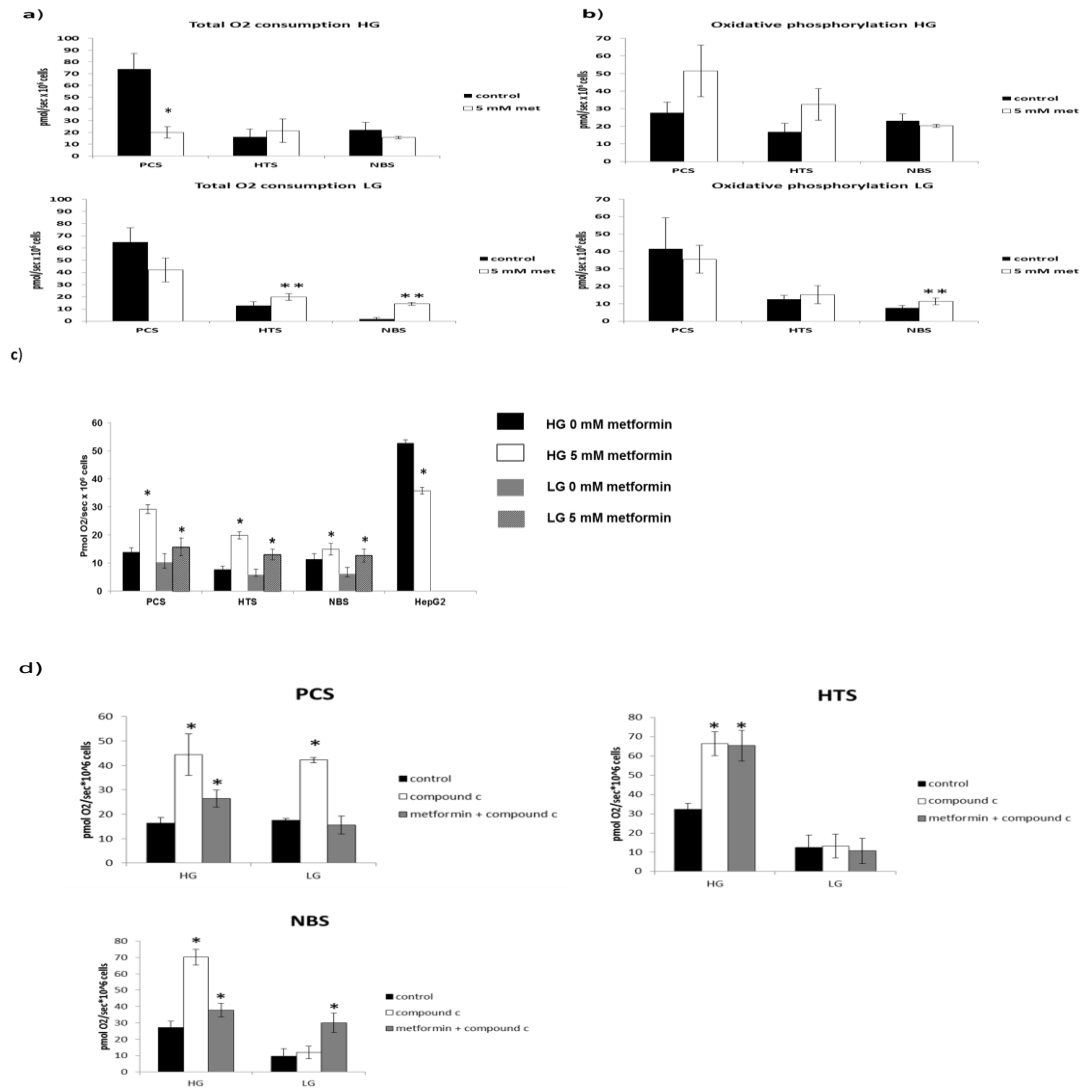 a)
Total O2 consumption HG
pmol/sec x 10⁶ cells
100
90
80
70
60
50
40
30
20
10
0
*
PCS
HTS
NBS
control
5 mM met
b)
Oxidative phosphorylation HG
pmol/sec x 10⁶ cells
70
60
50
40
30
20
10
0
PCS
HTS
NBS
control
5 mM met
Total O2 consumption LG
pmol/sec x 10⁶ cells
100
90
80
70
60
50
40
30
20
10
0
**
**
PCS
HTS
NBS
control
5 mM met
Oxidative phosphorylation LG
pmol/sec x 10⁶ cells
70
60
50
40
30
20
10
0
**
PCS
HTS
NBS
control
5 mM met
c)
Pmol O2/sec x 10⁶ cells
60
50
40
30
20
10
0
*
*
*
*
*
*
*
PCS
HTS
NBS
HepG2
HG 0 mM metformin
HG 5 mM metformin
LG 0 mM metformin
LG 5 mM metformin
d)
PCS
pmol O2/sec*10^6 cells
60
50
40
30
20
10
0
*
*
*
HG
LG
control
compound c
metformin + compound c
HTS
pmol O2/sec*10^6 cells
80
70
60
50
40
30
20
10
0
*
*
HG
LG
control
compound c
metformin + compound c
NBS
pmol O2/sec*10^6 cells
80
70
60
50
40
30
20
10
0
*
*
*
HG
LG
control
compound c
metformin + compound c